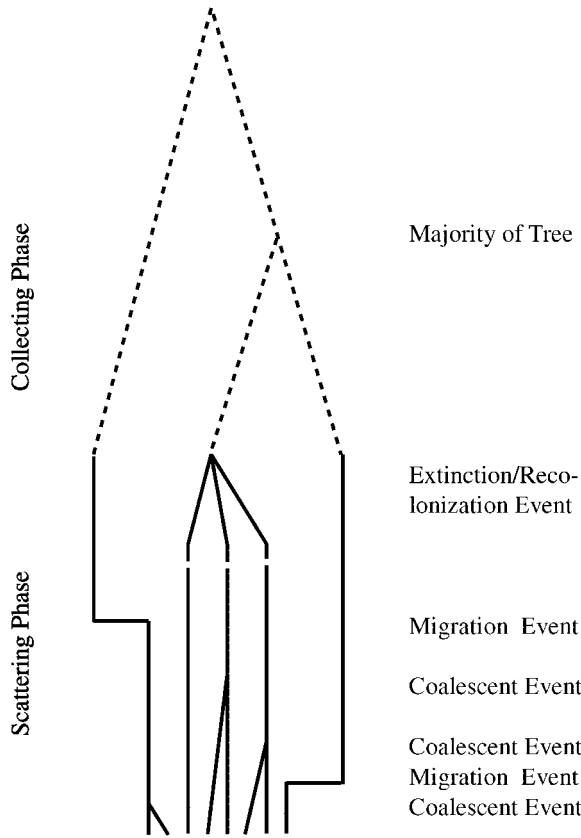 Collecting Phase
Scattering Phase
Majority of Tree
Extinction/Reco-
lonization Event
Migration Event
Coalescent Event
Coalescent Event
Migration Event
Coalescent Event